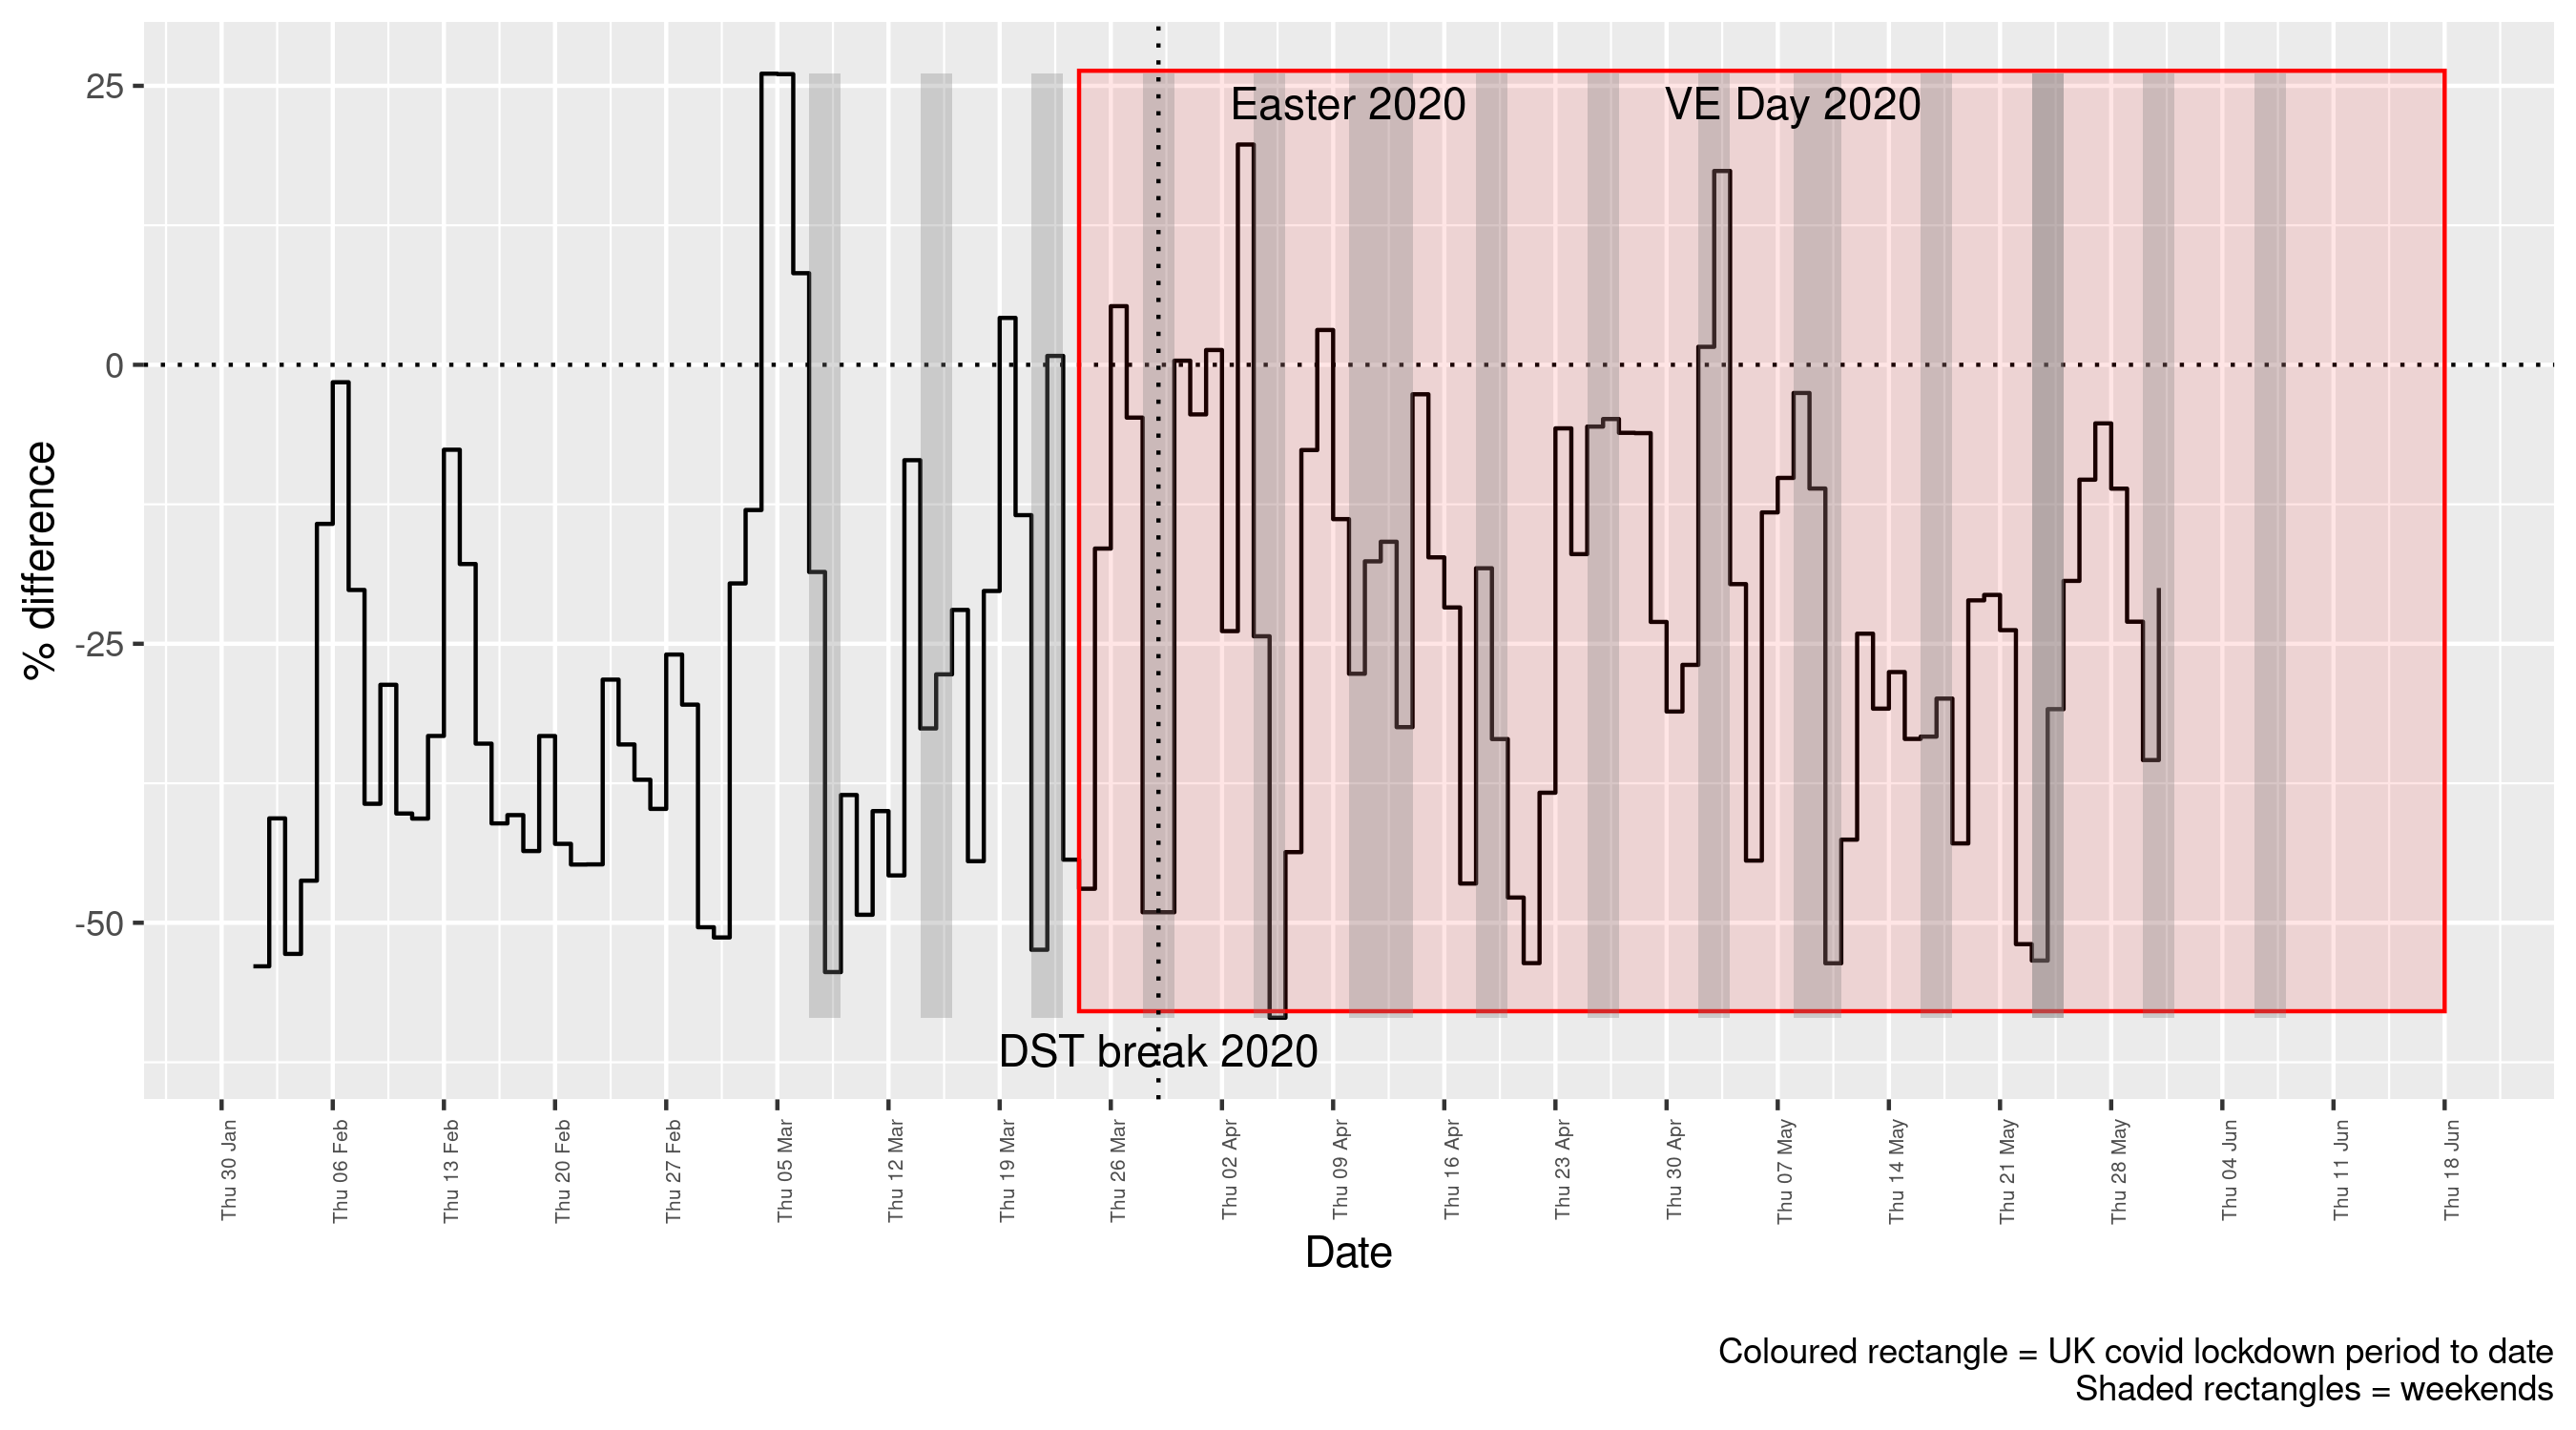 Easter 2020
VE Day 2020
DST break 2020
% difference
25
0
-25
-50
Thu 30 Jan
Thu 06 Feb
Thu 13 Feb
Thu 20 Feb
Thu 27 Feb
Thu 05 Mar
Thu 12 Mar
Thu 19 Mar
Thu 26 Mar
Thu 02 Apr
Thu 09 Apr
Thu 16 Apr
Thu 23 Apr
Thu 30 Apr
Thu 07 May
Thu 14 May
Thu 21 May
Thu 28 May
Thu 04 Jun
Thu 11 Jun
Thu 18 Jun
Date
Coloured rectangle = UK covid lockdown period to date
Shaded rectangles = weekends